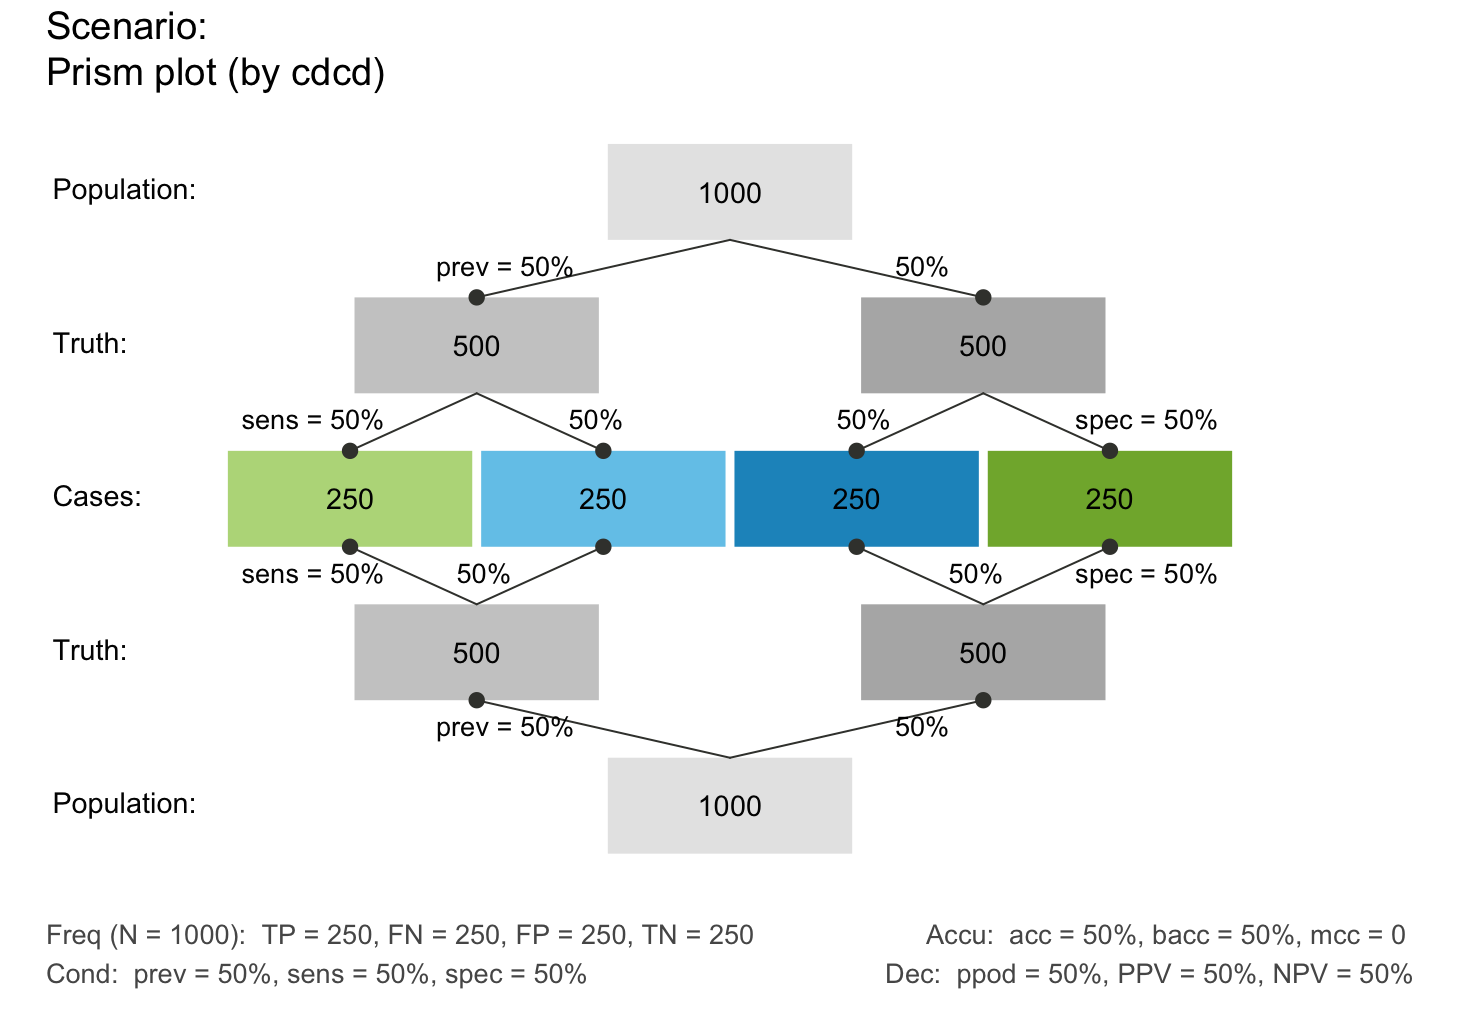 Scenario:
Prism plot (by cdcd)
Population:
1000
prev = 50%
50%
Truth:
500
500
sens = 50%
50%
50%
spec = 50%
Cases:
250
250
250
250
sens = 50%
50%
50%
spec = 50%
Truth:
500
500
prev = 50%
50%
Population:
1000
Freq (N = 1000):  TP = 250, FN = 250, FP = 250, TN = 250
Accu:  acc = 50%, bacc = 50%, mcc = 0
Cond:  prev = 50%, sens = 50%, spec = 50%
Dec:  ppod = 50%, PPV = 50%, NPV = 50%